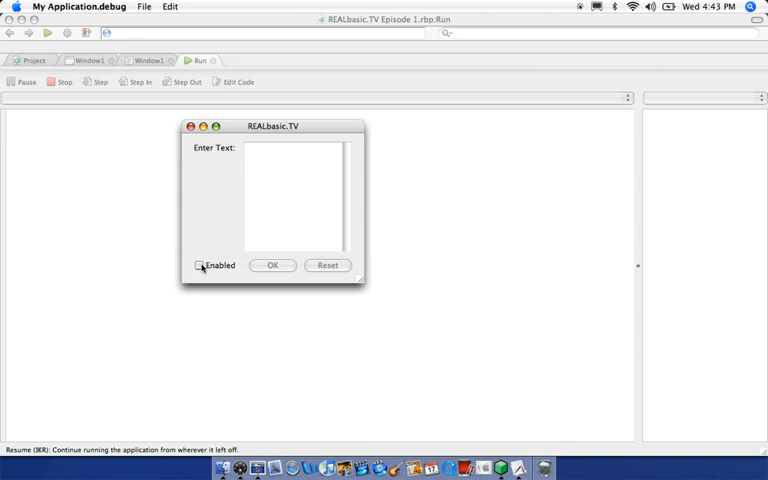 My Application.debug File Edit Wed 4:43 PM
REALbasic.TV Episode 1.rbp:Run
Project Window1 Window1 Run
Pause Stop Step Step In Step Out Edit Code
REALbasic.TV
Enter Text:
Enabled OK Reset
Resume (⌘R): Continue running the application from wherever it left off.